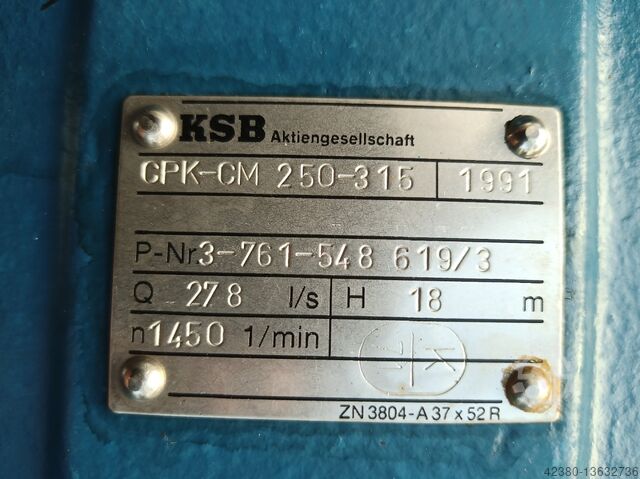 KSB Aktiengesellschaft
CPK-CM 250-315 1991
P-Nr3-761-548 619/3
Q 278 l/s H 18 m
n1450 1/min
K
ZN 3804-A 37 x 52 R
42380-13632736